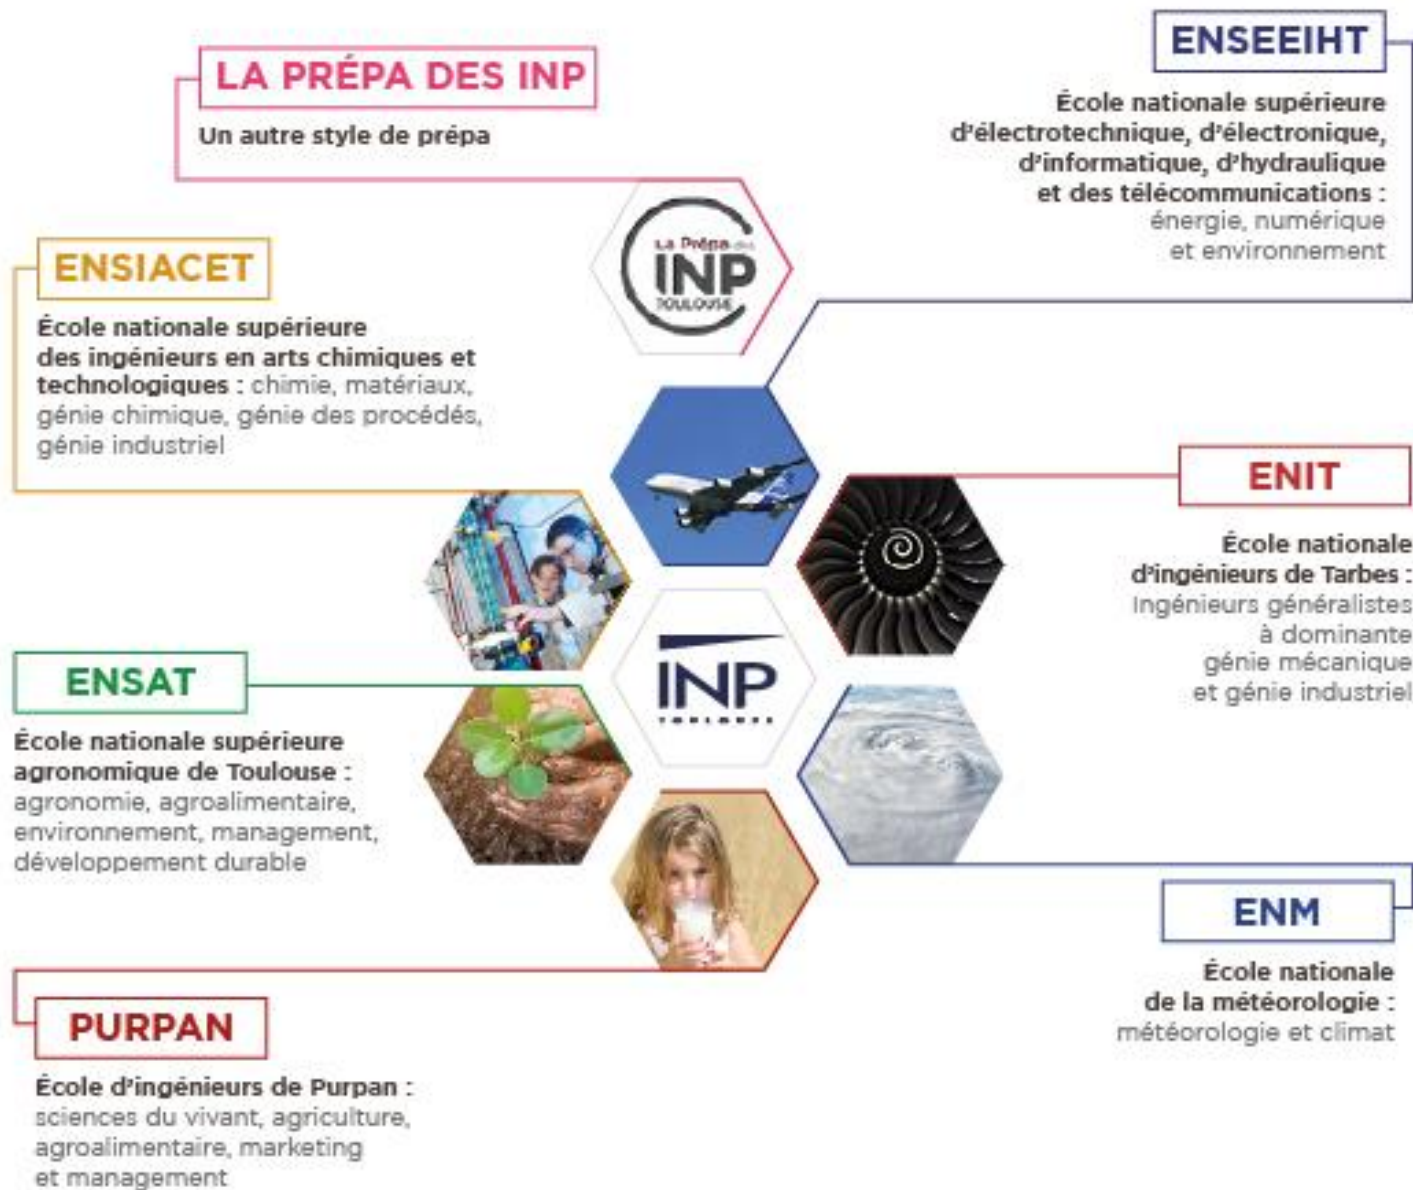 LA PRÉPA DES INP
Un autre style de prépa
ENSEEIHT
École nationale supérieure
d'électrotechnique, d'électronique,
d'informatique, d'hydraulique
et des télécommunications :
énergie, numérique
et environnement
La Prépa des
INP
TOULOUSE
ENSIACET
École nationale supérieure
des ingénieurs en arts chimiques et
technologiques : chimie, matériaux,
génie chimique, génie des procédés,
génie industriel
ENIT
École nationale
d'ingénieurs de Tarbes :
Ingénieurs généralistes
à dominante
génie mécanique
et génie industriel
INP
TOULOUSE
ENSAT
École nationale supérieure
agronomique de Toulouse :
agronomie, agroalimentaire,
environnement, management,
développement durable
ENM
École nationale
de la météorologie :
météorologie et climat
PURPAN
École d'ingénieurs de Purpan :
sciences du vivant, agriculture,
agroalimentaire, marketing
et management